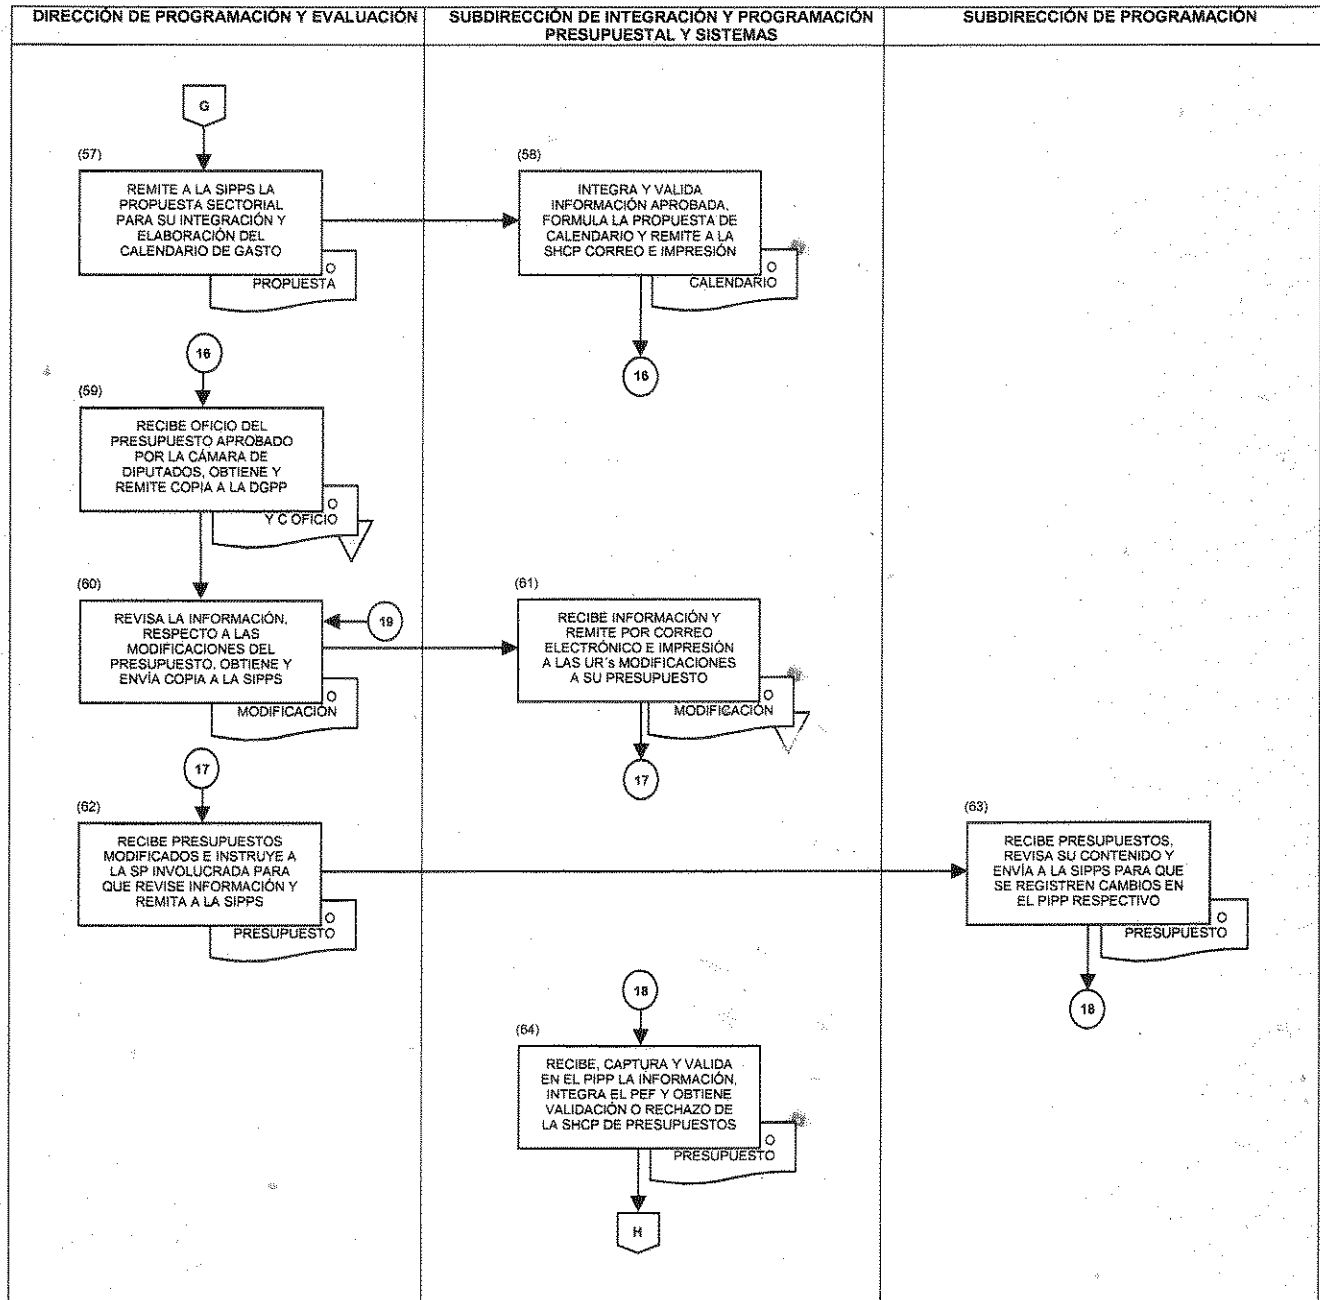 DIRECCIÓN DE PROGRAMACIÓN Y EVALUACIÓN
SUBDIRECCIÓN DE INTEGRACIÓN Y PROGRAMACIÓN
PRESUPUESTAL Y SISTEMAS
SUBDIRECCIÓN DE PROGRAMACIÓN
G
(57)
REMITE A LA SIPPS LA
PROPUESTA SECTORIAL
PARA SU INTEGRACIÓN Y
ELABORACIÓN DEL
CALENDARIO DE GASTO
O
PROPUESTA
(58)
INTEGRA Y VALIDA
INFORMACIÓN APROBADA,
FORMULA LA PROPUESTA DE
CALENDARIO Y REMITE A LA
SHCP CORREO E IMPRESIÓN
O
CALENDARIO
16
16
(59)
RECIBE OFICIO DEL
PRESUPUESTO APROBADO
POR LA CÁMARA DE
DIPUTADOS, OBTIENE Y
REMITE COPIA A LA DGPP
O
Y C OFICIO
(60)
REVISA LA INFORMACIÓN,
RESPECTO A LAS
MODIFICACIONES DEL
PRESUPUESTO, OBTIENE Y
ENVÍA COPIA A LA SIPPS
O
MODIFICACIÓN
19
(61)
RECIBE INFORMACIÓN Y
REMITE POR CORREO
ELECTRÓNICO E IMPRESIÓN
A LAS UR´s MODIFICACIONES
A SU PRESUPUESTO
O
MODIFICACIÓN
17
17
(62)
RECIBE PRESUPUESTOS
MODIFICADOS E INSTRUYE A
LA SP INVOLUCRADA PARA
QUE REVISE INFORMACIÓN Y
REMITA A LA SIPPS
O
PRESUPUESTO
(63)
RECIBE PRESUPUESTOS,
REVISA SU CONTENIDO Y
ENVÍA A LA SIPPS PARA QUE
SE REGISTREN CAMBIOS EN
EL PIPP RESPECTIVO
O
PRESUPUESTO
18
18
(64)
RECIBE, CAPTURA Y VALIDA
EN EL PIPP LA INFORMACIÓN,
INTEGRA EL PEF Y OBTIENE
VALIDACIÓN O RECHAZO DE
LA SHCP DE PRESUPUESTOS
O
PRESUPUESTO
H